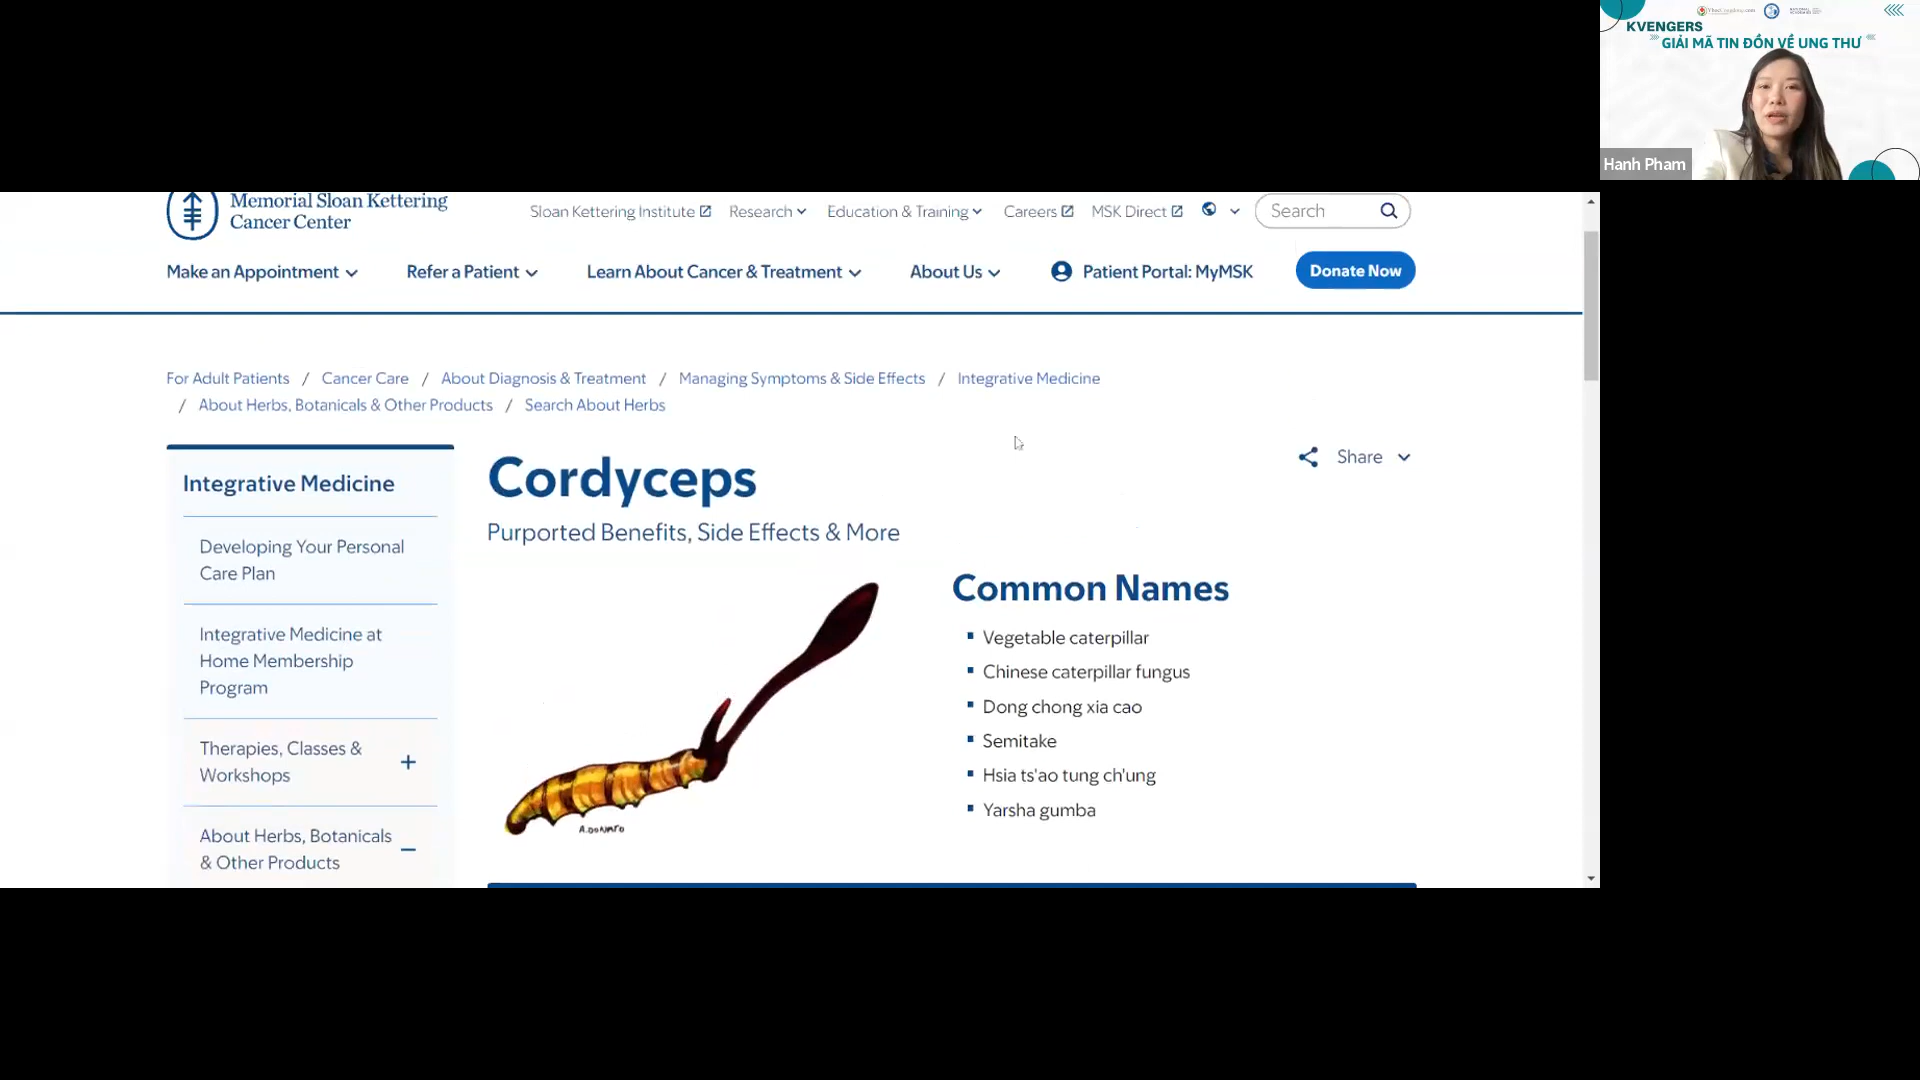 KVENGERS
GIẢI MÃ TIN ĐỒN VỀ UNG THƯ
Hanh Pham
Memorial Sloan Kettering
Cancer Center
Sloan Kettering Institute
Research
Education & Training
Careers
MSK Direct
Search
Make an Appointment
Refer a Patient
Learn About Cancer & Treatment
About Us
Patient Portal: MyMSK
Donate Now
For Adult Patients / Cancer Care / About Diagnosis & Treatment / Managing Symptoms & Side Effects / Integrative Medicine
/ About Herbs, Botanicals & Other Products / Search About Herbs
Integrative Medicine
Developing Your Personal
Care Plan
Integrative Medicine at
Home Membership
Program
Therapies, Classes &
Workshops
About Herbs, Botanicals
& Other Products
Cordyceps
Share
Purported Benefits, Side Effects & More
A.DONATO
Common Names
Vegetable caterpillar
Chinese caterpillar fungus
Dong chong xia cao
Semitake
Hsia ts'ao tung ch'ung
Yarsha gumba